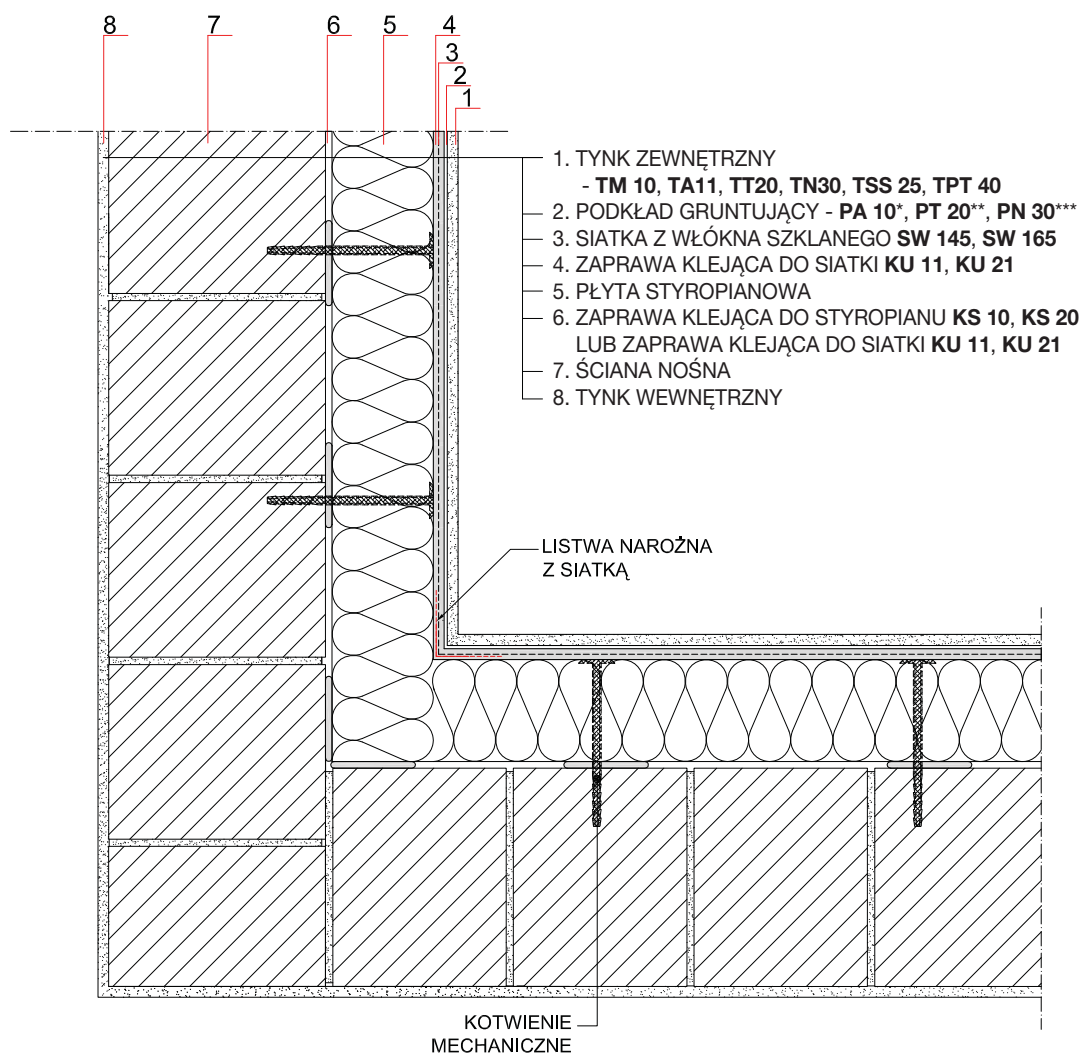 8 7 6 5 4
3
2
1
1. TYNK ZEWNĘTRZNY
- TM 10, TA11, TT20, TN30, TSS 25, TPT 40
2. PODKŁAD GRUNTUJĄCY - PA 10*, PT 20**, PN 30***
3. SIATKA Z WŁÓKNA SZKLANEGO SW 145, SW 165
4. ZAPRAWA KLEJĄCA DO SIATKI KU 11, KU 21
5. PŁYTA STYROPIANOWA
6. ZAPRAWA KLEJĄCA DO STYROPIANU KS 10, KS 20
LUB ZAPRAWA KLEJĄCA DO SIATKI KU 11, KU 21
7. ŚCIANA NOŚNA
8. TYNK WEWNĘTRZNY
LISTWA NAROŻNA
Z SIATKĄ
KOTWIENIE
MECHANICZNE